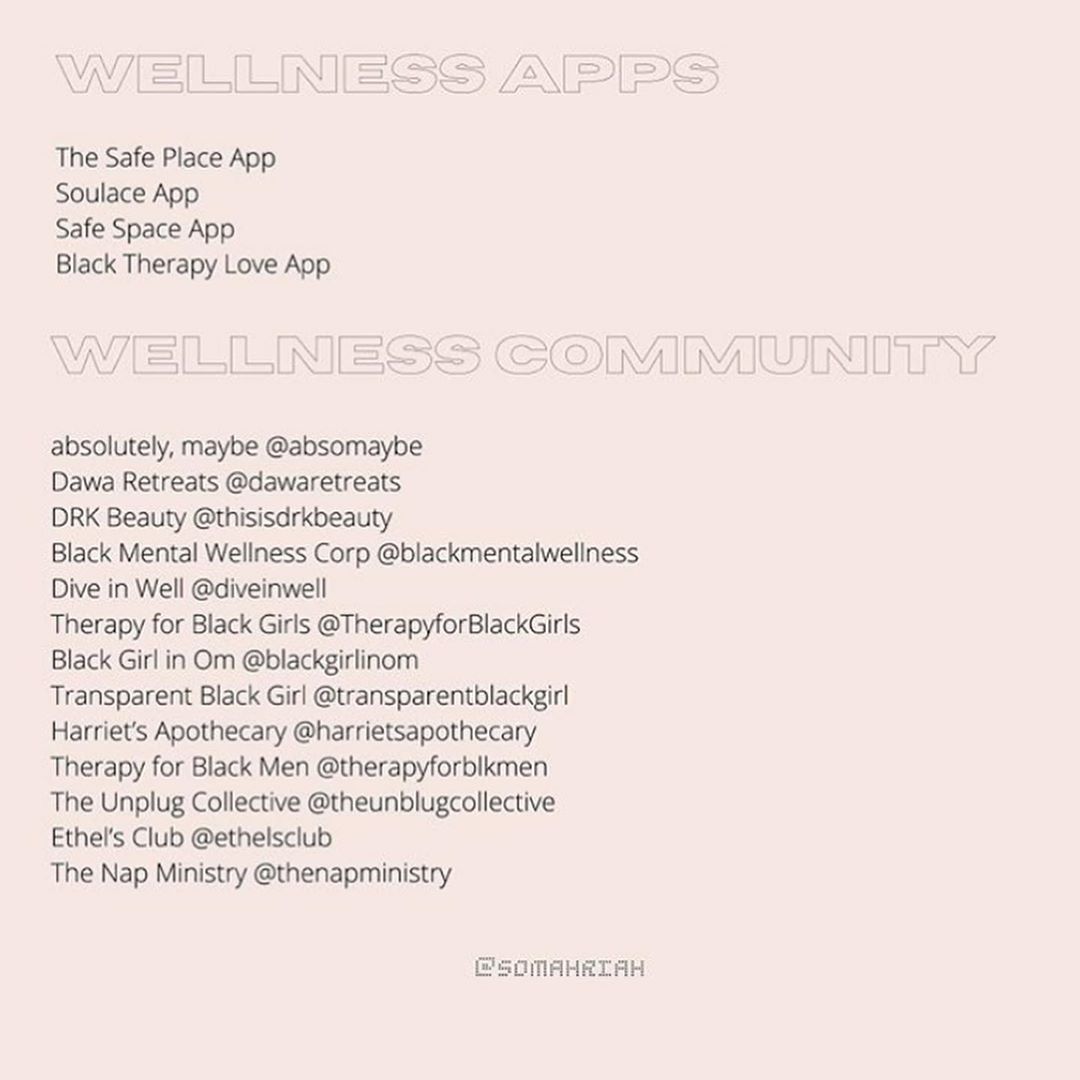 WELLNESS APPS
The Safe Place App
Soulace App
Safe Space App
Black Therapy Love App
WELLNESS COMMUNITY
absolutely, maybe @absomaybe
Dawa Retreats @dawaretreats
DRK Beauty @thisisdrkbeauty
Black Mental Wellness Corp @blackmentalwellness
Dive in Well @diveinwell
Therapy for Black Girls @TherapyforBlackGirls
Black Girl in Om @blackgirlinom
Transparent Black Girl @transparentblackgirl
Harriet’s Apothecary @harrietsapothecary
Therapy for Black Men @therapyforblkmen
The Unplug Collective @theunblugcollective
Ethel’s Club @ethelsclub
The Nap Ministry @thenapministry
@SOMAHRIAH